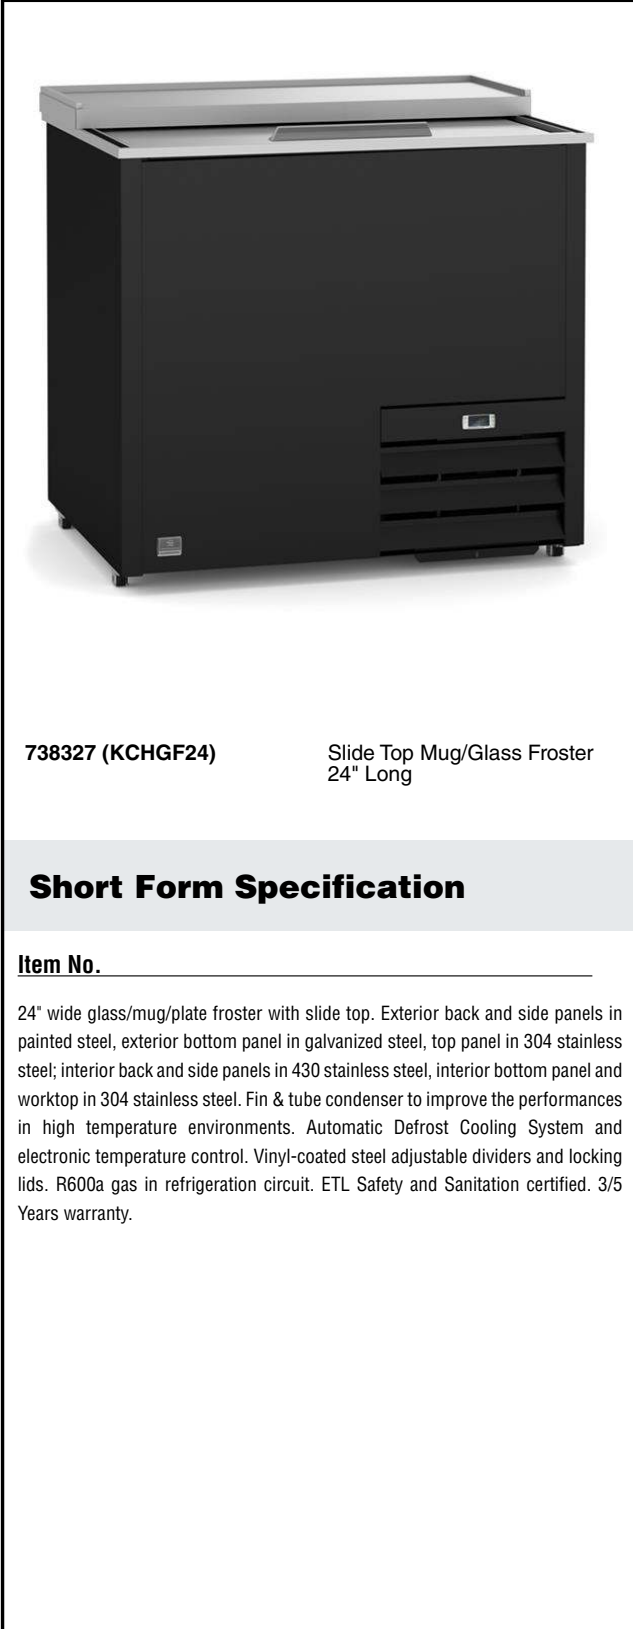 738327 (KCHGF24)
Slide Top Mug/Glass Froster
24" Long
Short Form Specification
Item No.
24" wide glass/mug/plate froster with slide top. Exterior back and side panels in
painted steel, exterior bottom panel in galvanized steel, top panel in 304 stainless
steel; interior back and side panels in 430 stainless steel, interior bottom panel and
worktop in 304 stainless steel. Fin & tube condenser to improve the performances
in high temperature environments. Automatic Defrost Cooling System and
electronic temperature control. Vinyl-coated steel adjustable dividers and locking
lids. R600a gas in refrigeration circuit. ETL Safety and Sanitation certified. 3/5
Years warranty.